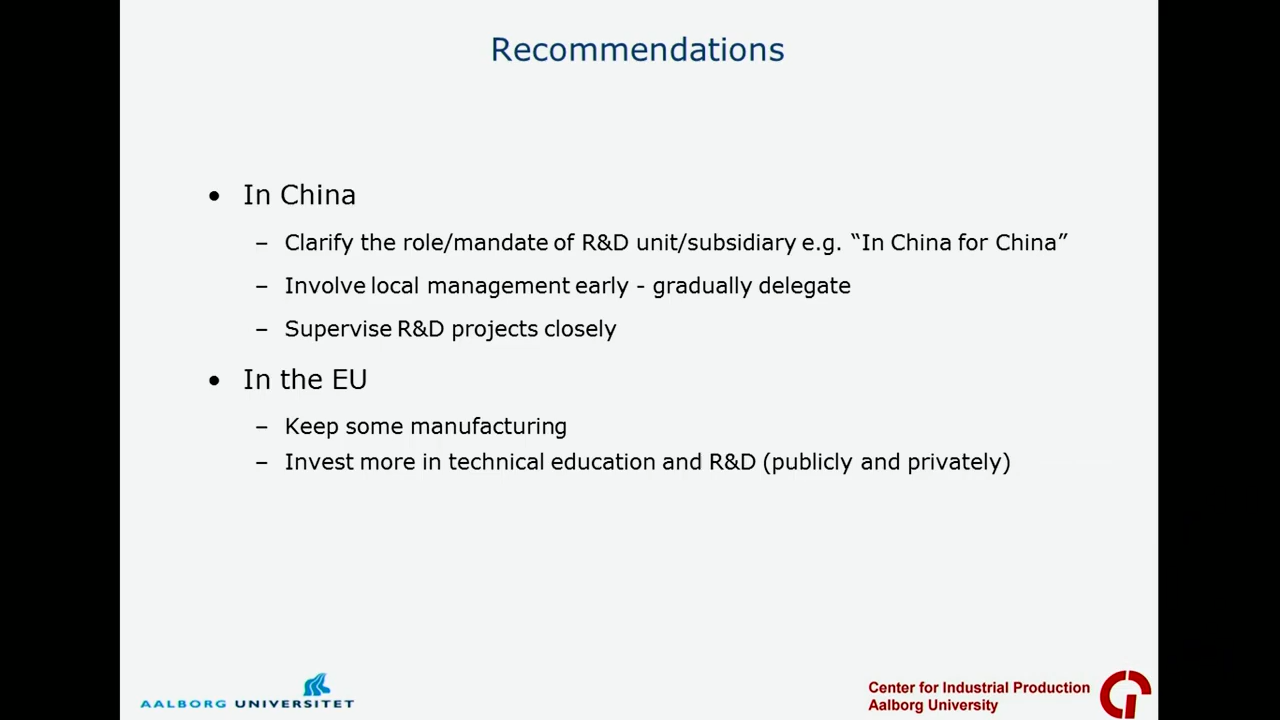 Recommendations
• In China
– Clarify the role/mandate of R&D unit/subsidiary e.g. “In China for China”
– Involve local management early - gradually delegate
– Supervise R&D projects closely
• In the EU
– Keep some manufacturing
– Invest more in technical education and R&D (publicly and privately)
AALBORG UNIVERSITET
Center for Industrial Production
Aalborg University